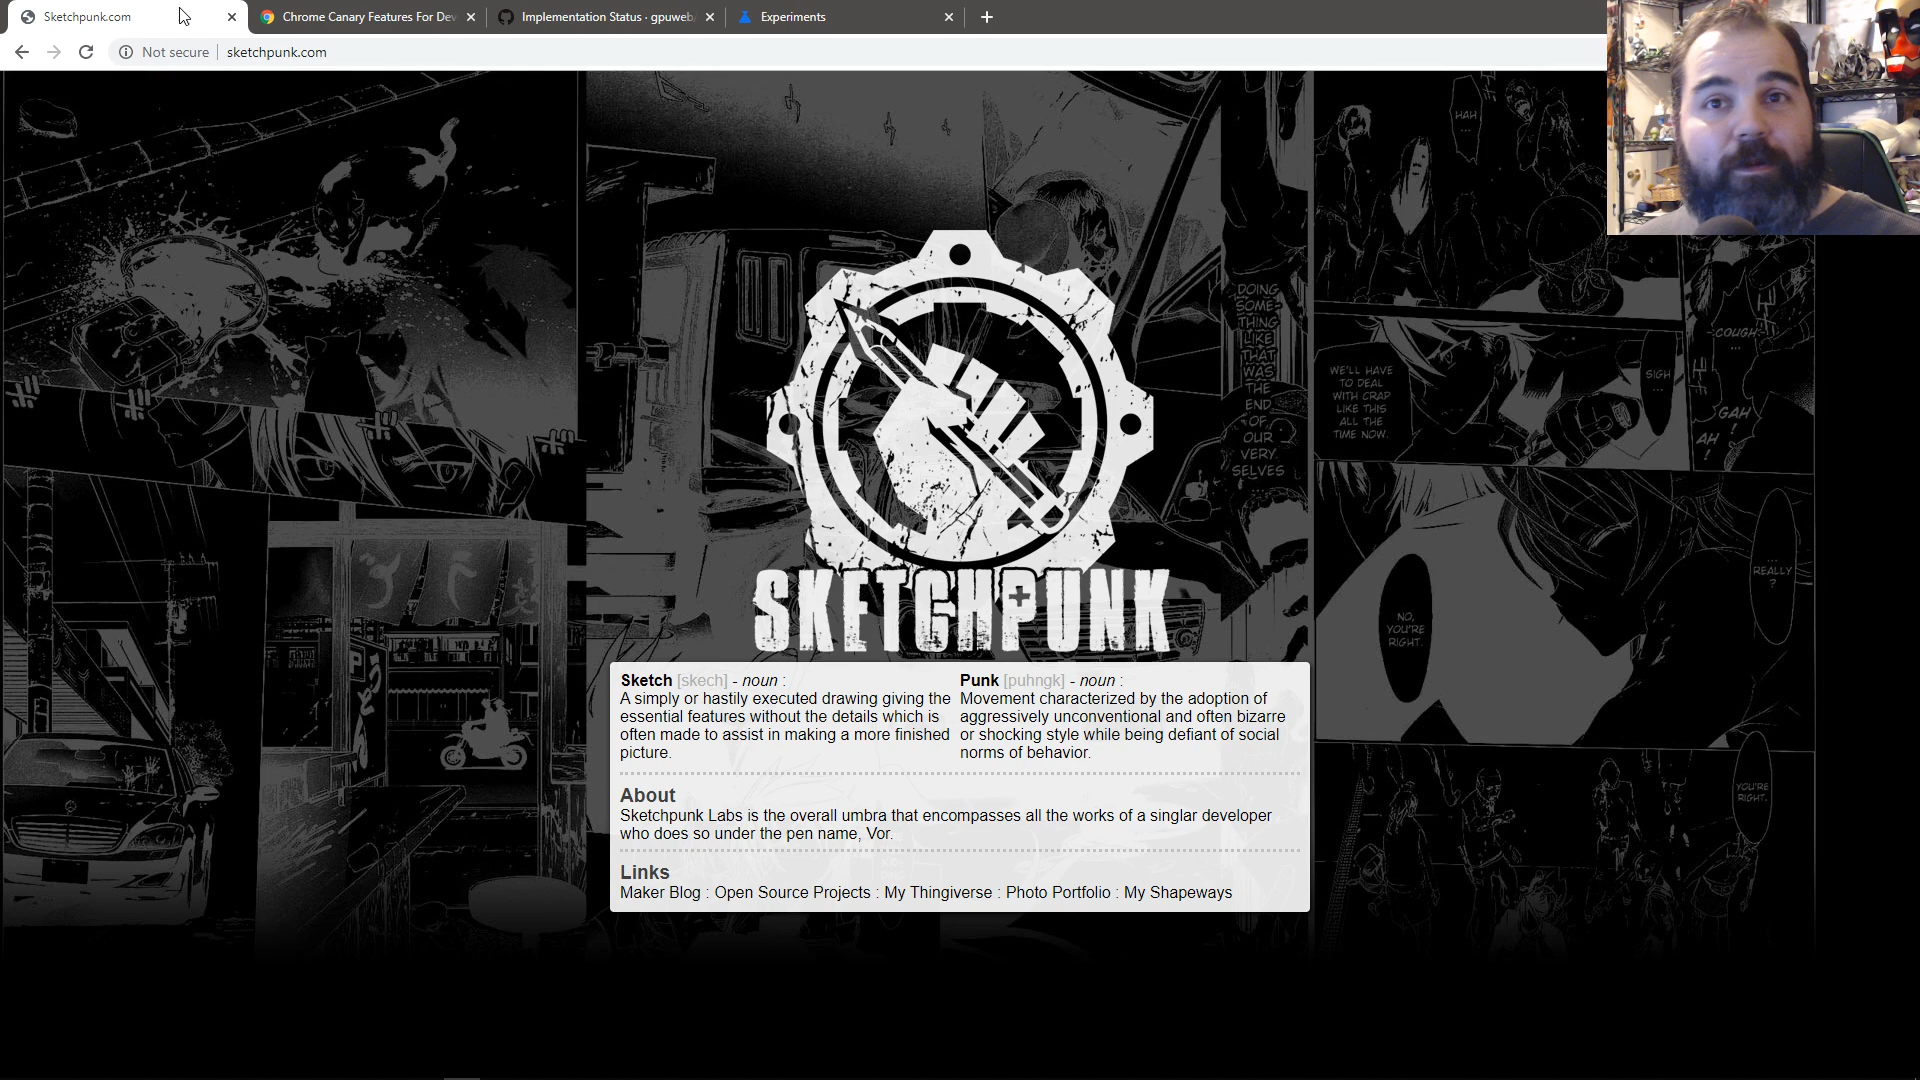 Sketchpunk.com
Chrome Canary Features For Dev
Implementation Status · gpuweb
Experiments
Not secure
sketchpunk.com
HAH
...
DOING
SOME-
THING
LIKE
THAT
WAS
THE
END
OF
OUR
VERY
SELVES
WE'LL HAVE
TO DEAL
WITH CRAP
LIKE THIS
ALL THE
TIME NOW.
SIGH
...
COUGH
...
GAH
!
AH
!
...
REALLY
?
NO,
YOU'RE
RIGHT.
YOU'RE
RIGHT.
SKETCHPUNK
Sketch [skech] - noun :
A simply or hastily executed drawing giving the
essential features without the details which is
often made to assist in making a more finished
picture.
Punk [puhngk] - noun :
Movement characterized by the adoption of
aggressively unconventional and often bizarre
or shocking style while being defiant of social
norms of behavior.
About
Sketchpunk Labs is the overall umbra that encompasses all the works of a singlar developer
who does so under the pen name, Vor.
Links
Maker Blog : Open Source Projects : My Thingiverse : Photo Portfolio : My Shapeways